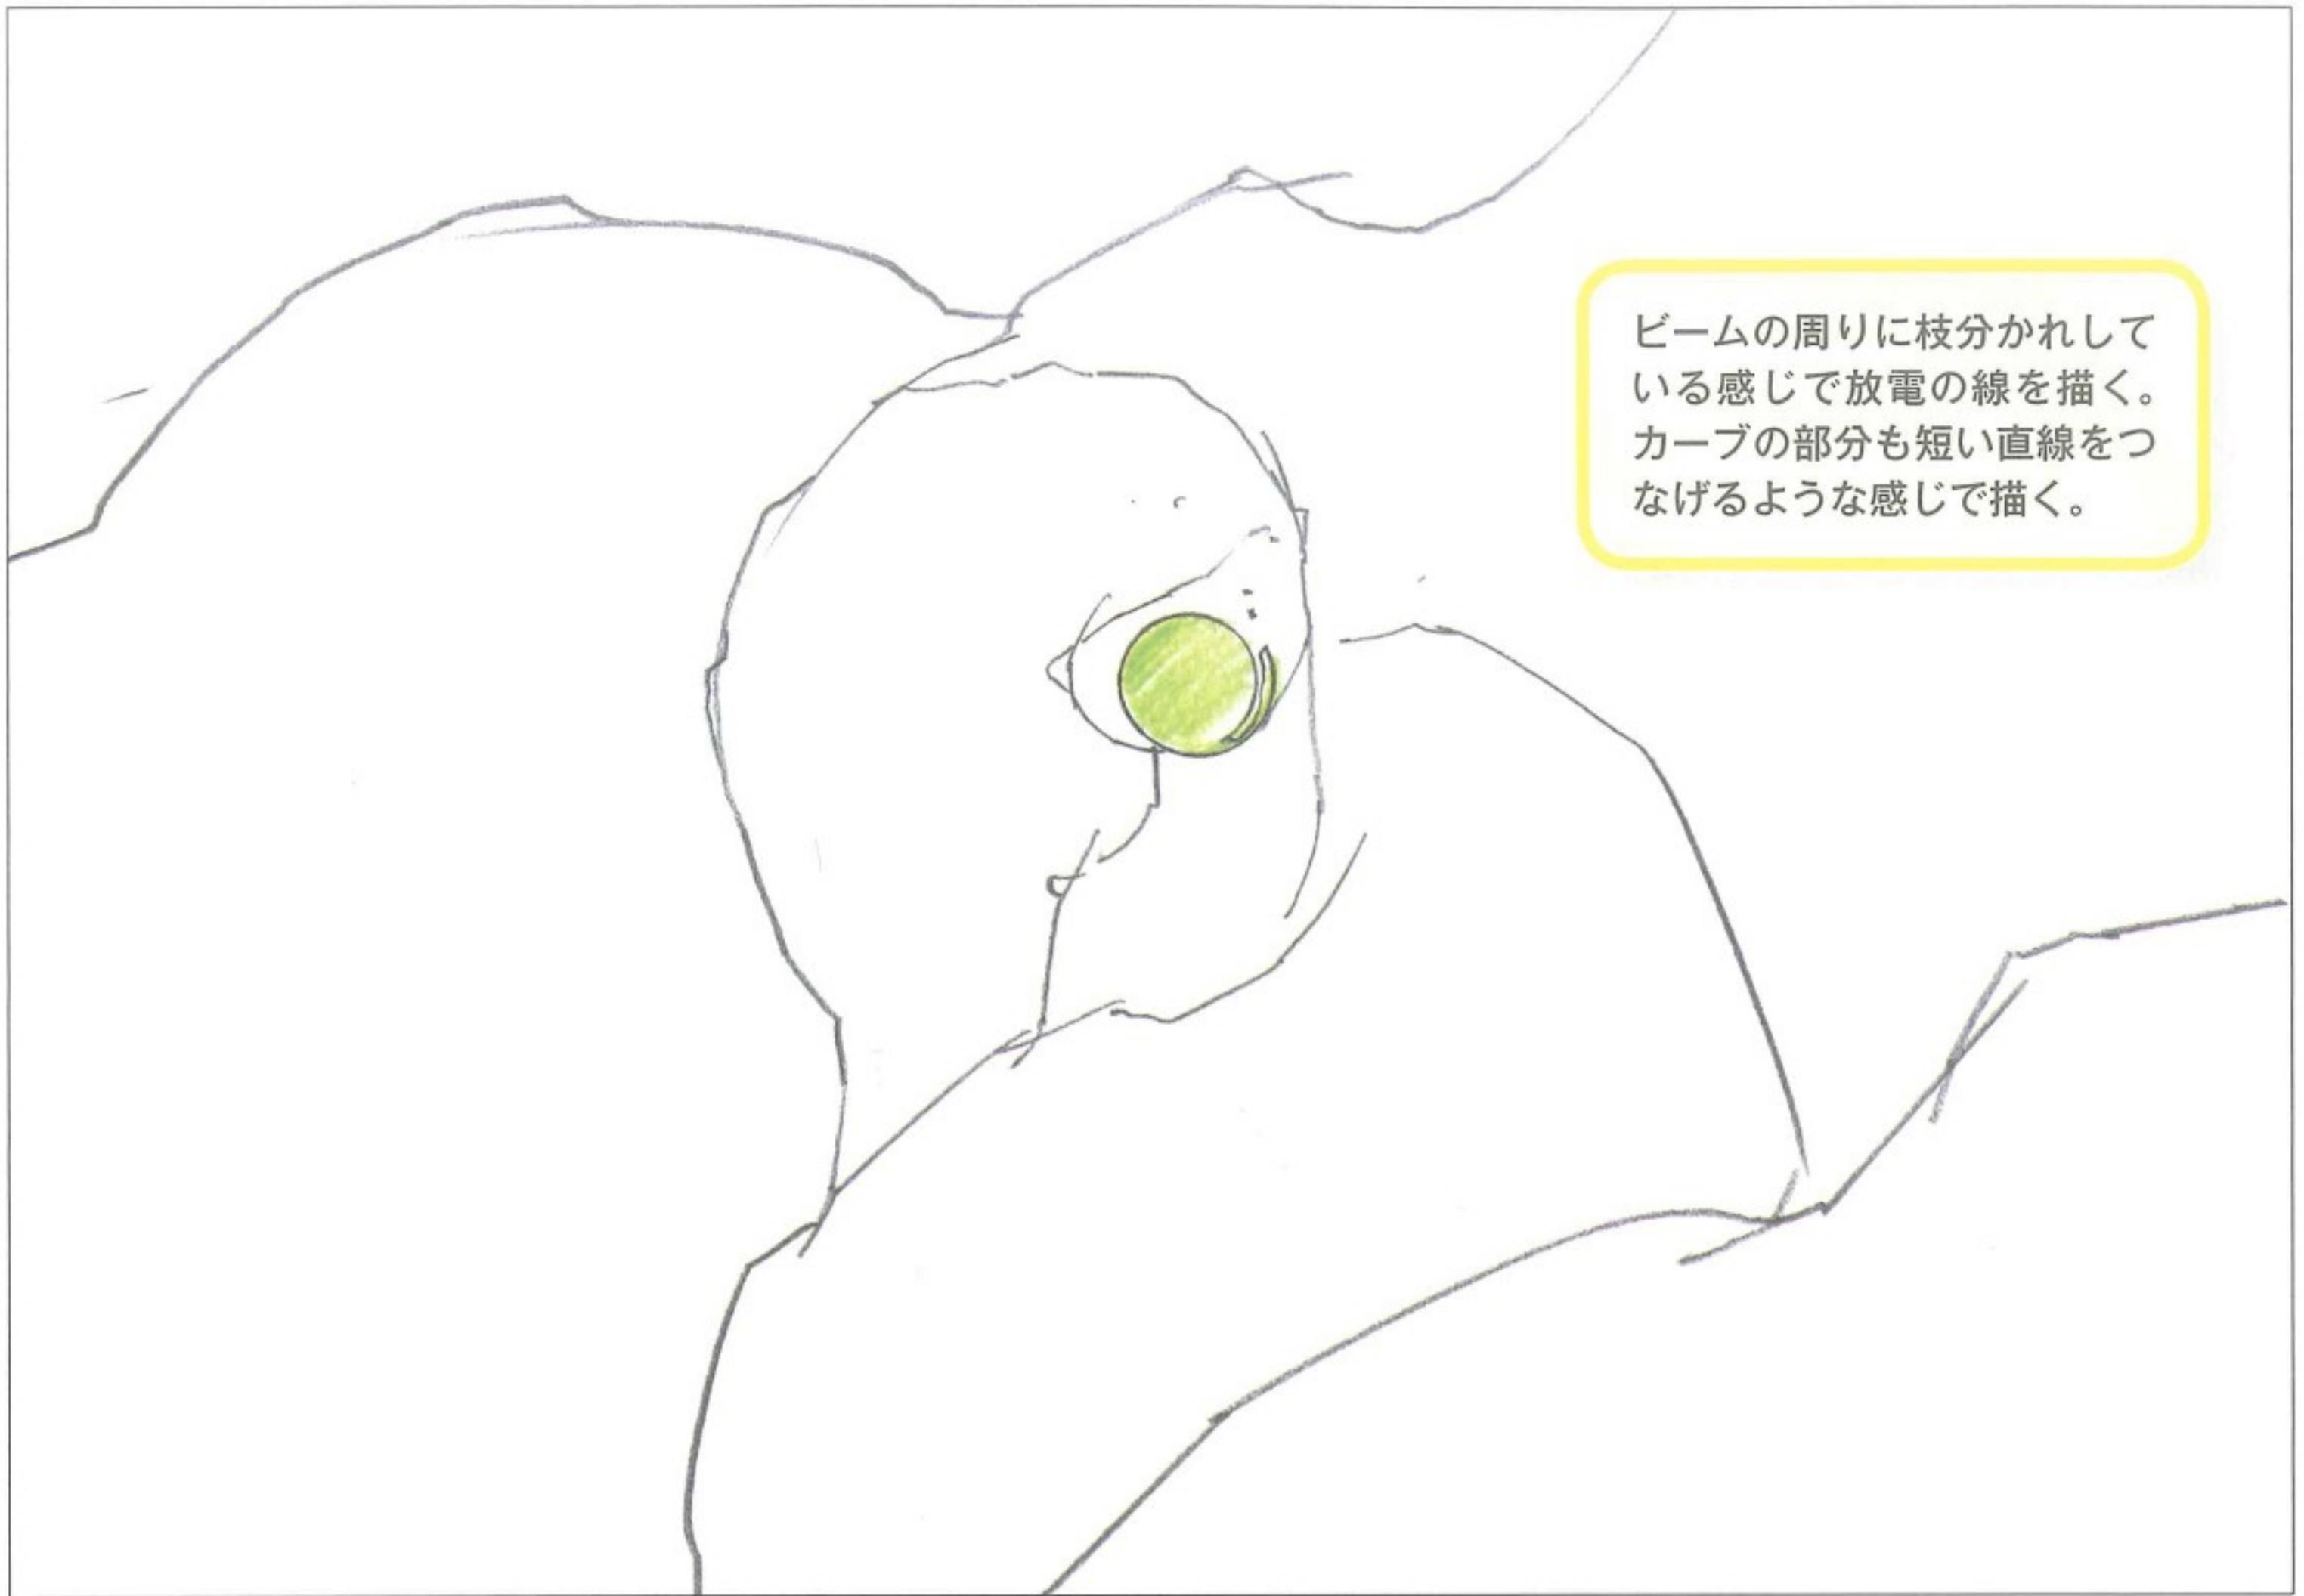 ビームの周りに枝分かれして
いる感じで放電の線を描く。
カーブの部分も短い直線をつ
なげるような感じで描く。